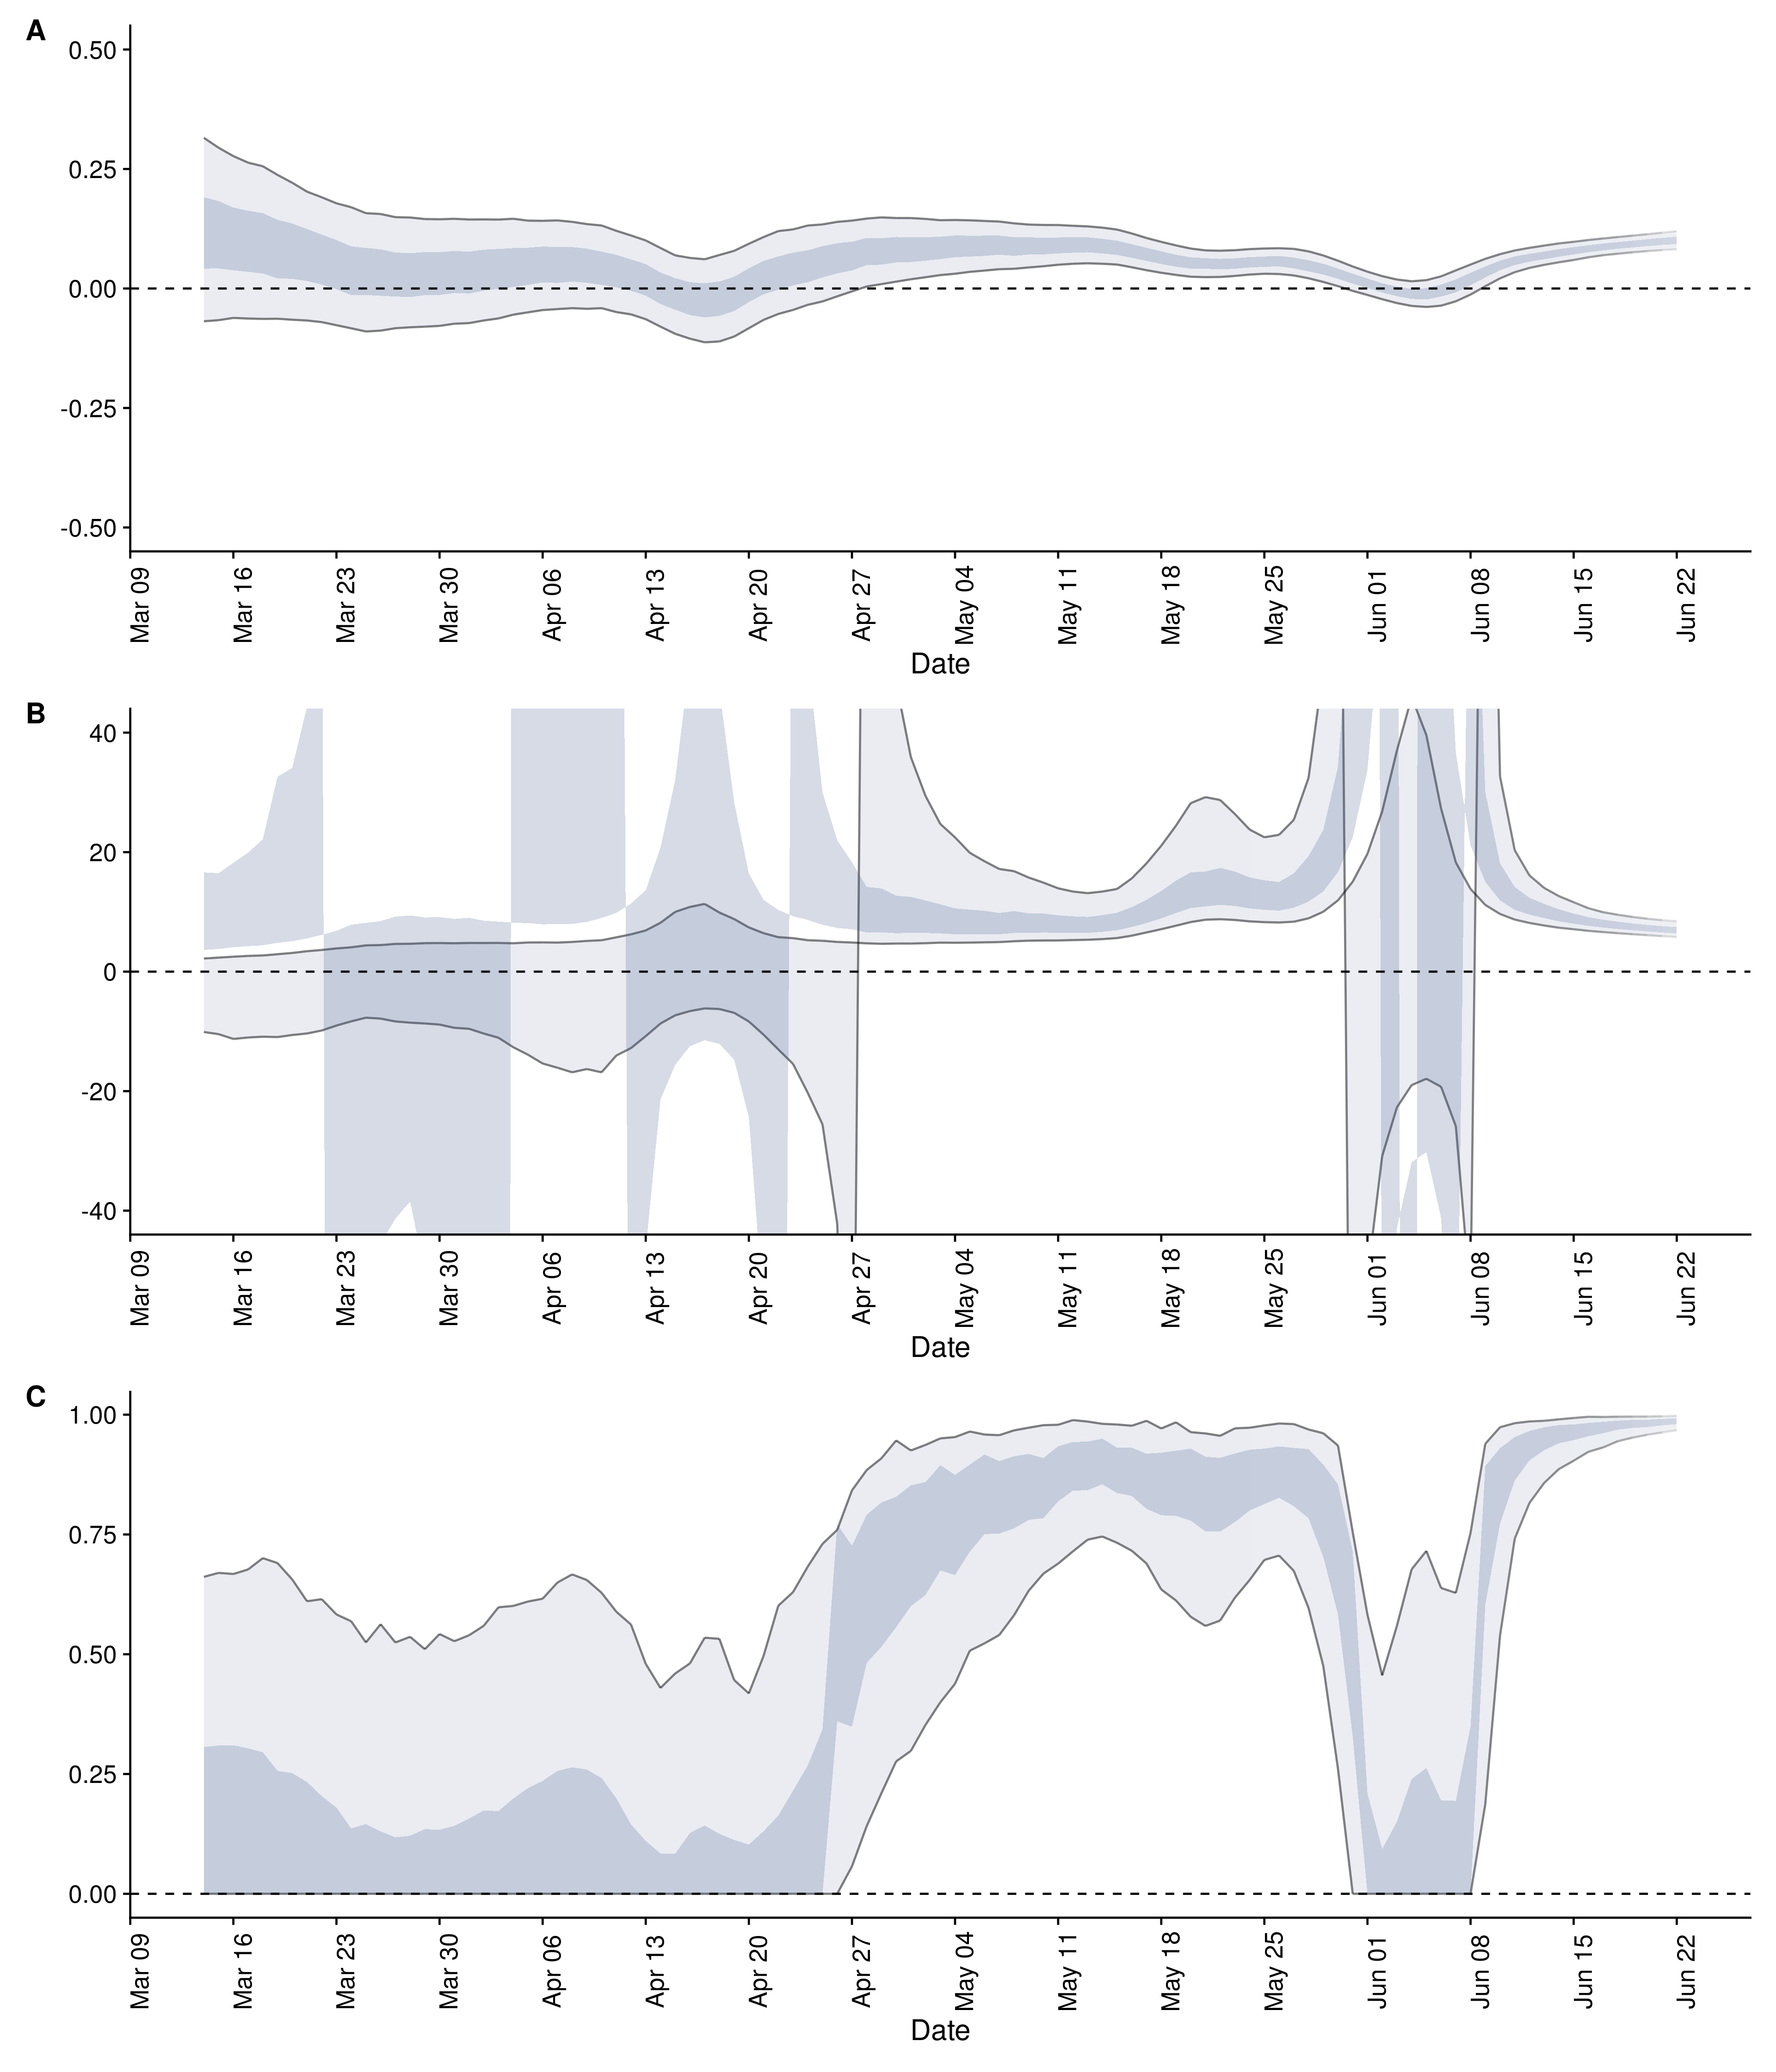 A
0.50
0.25
0.00
-0.25
-0.50
Mar 09
Mar 16
Mar 23
Mar 30
Apr 06
Apr 13
Apr 20
Apr 27
May 04
May 11
May 18
May 25
Jun 01
Jun 08
Jun 15
Jun 22
Date
B
40
20
0
-20
-40
Mar 09
Mar 16
Mar 23
Mar 30
Apr 06
Apr 13
Apr 20
Apr 27
May 04
May 11
May 18
May 25
Jun 01
Jun 08
Jun 15
Jun 22
Date
C
1.00
0.75
0.50
0.25
0.00
Mar 09
Mar 16
Mar 23
Mar 30
Apr 06
Apr 13
Apr 20
Apr 27
May 04
May 11
May 18
May 25
Jun 01
Jun 08
Jun 15
Jun 22
Date